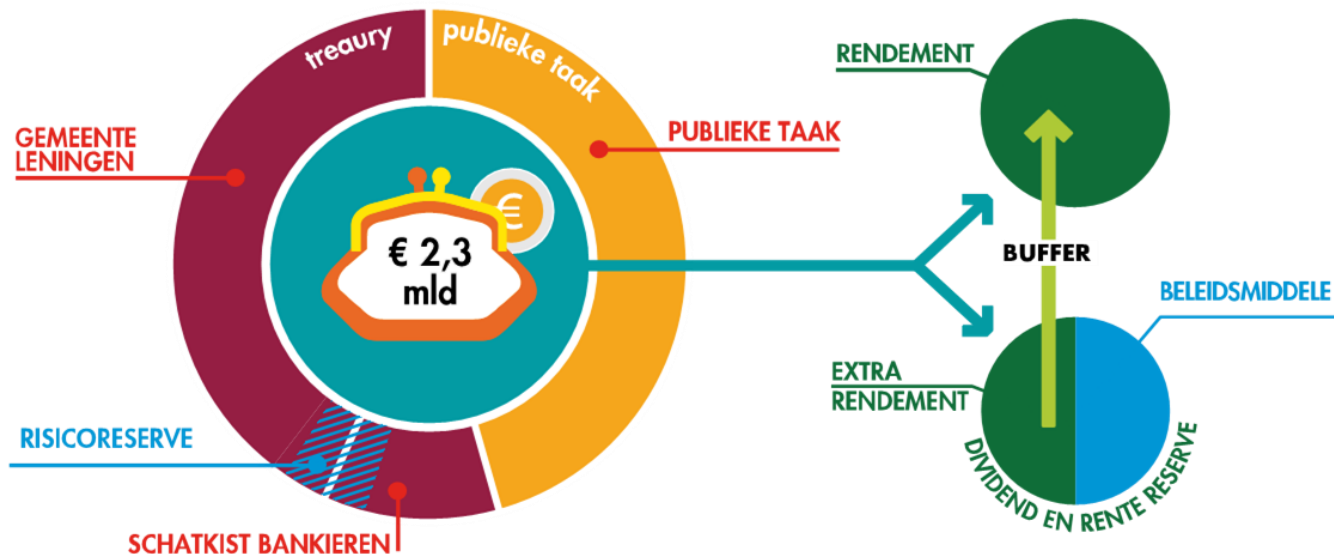 treaury
publieke taak
GEMEENTE
LENINGEN
PUBLIEKE TAAK
€
€ 2,3
mld
RISICORESERVE
SCHATKIST BANKIEREN
RENDEMENT
BUFFER
BELEIDSMIDDELE
EXTRA
RENDEMENT
DIVIDEND EN RENTE RESERVE